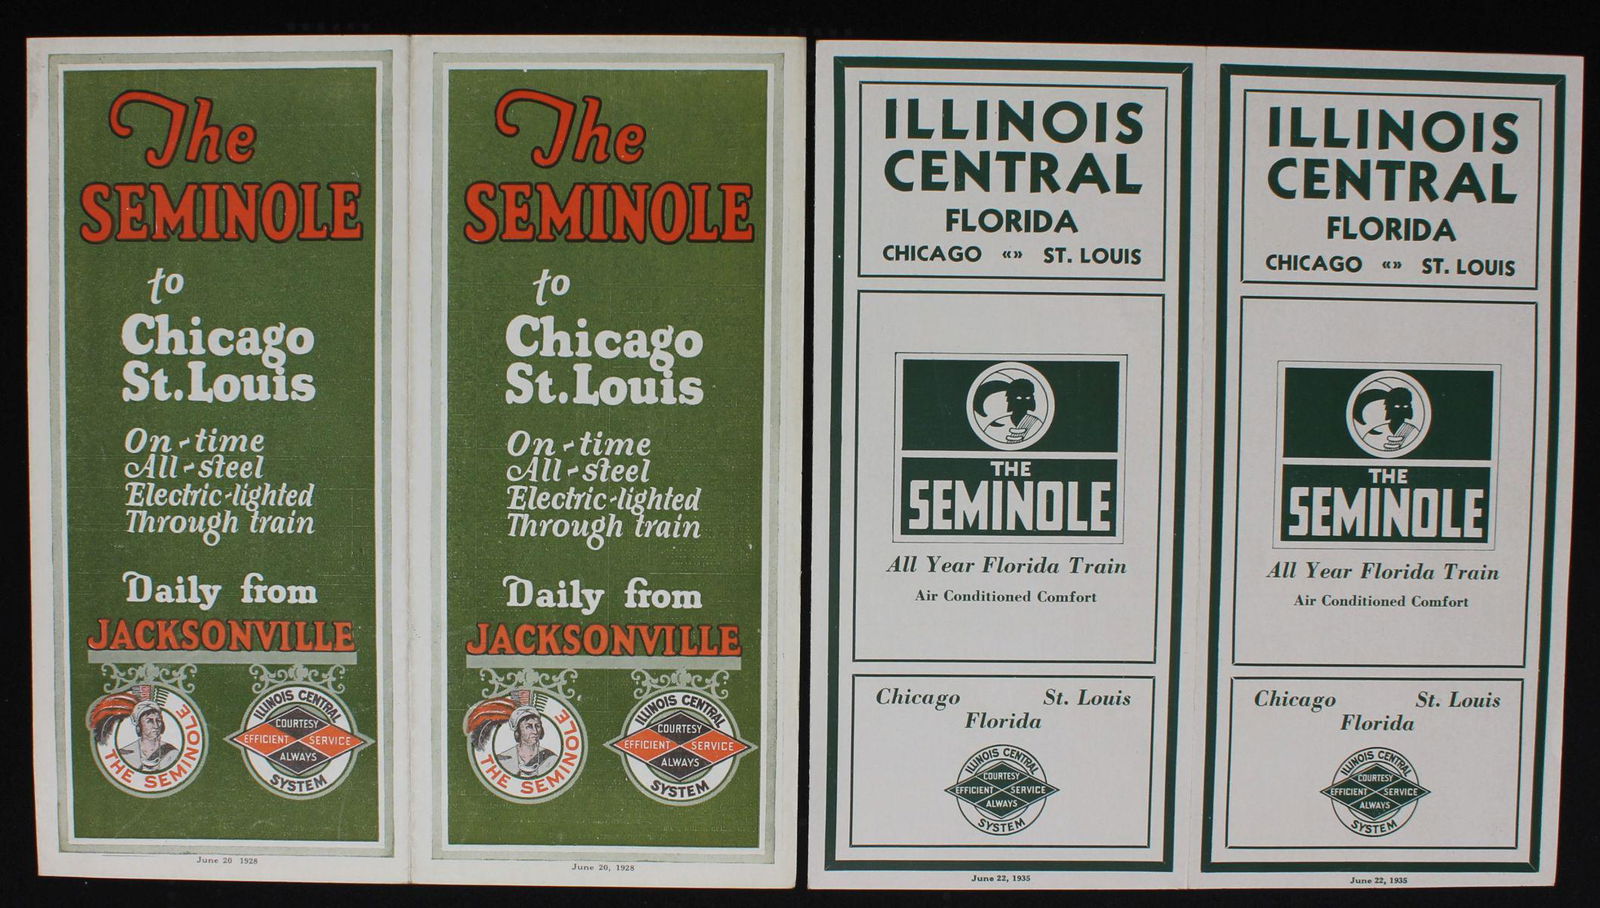 The
SEMINOLE
to
Chicago
St. Louis
On-time
All-steel
Electric-lighted
Through train
Daily from
JACKSONVILLE
THE SEMINOLE
ILLINOIS CENTRAL
COURTESY
EFFICIENT SERVICE
ALWAYS
SYSTEM
June 20 1928
The
SEMINOLE
to
Chicago
St. Louis
On-time
All-steel
Electric-lighted
Through train
Daily from
JACKSONVILLE
THE SEMINOLE
ILLINOIS CENTRAL
COURTESY
EFFICIENT SERVICE
ALWAYS
SYSTEM
June 20, 1928
ILLINOIS
CENTRAL
FLORIDA
CHICAGO «» ST. LOUIS
THE
SEMINOLE
All Year Florida Train
Air Conditioned Comfort
Chicago St. Louis
Florida
ILLINOIS CENTRAL
COURTESY
EFFICIENT SERVICE
ALWAYS
SYSTEM
June 22, 1935
ILLINOIS
CENTRAL
FLORIDA
CHICAGO «» ST. LOUIS
THE
SEMINOLE
All Year Florida Train
Air Conditioned Comfort
Chicago St. Louis
Florida
ILLINOIS CENTRAL
COURTESY
EFFICIENT SERVICE
ALWAYS
SYSTEM
June 22, 1935